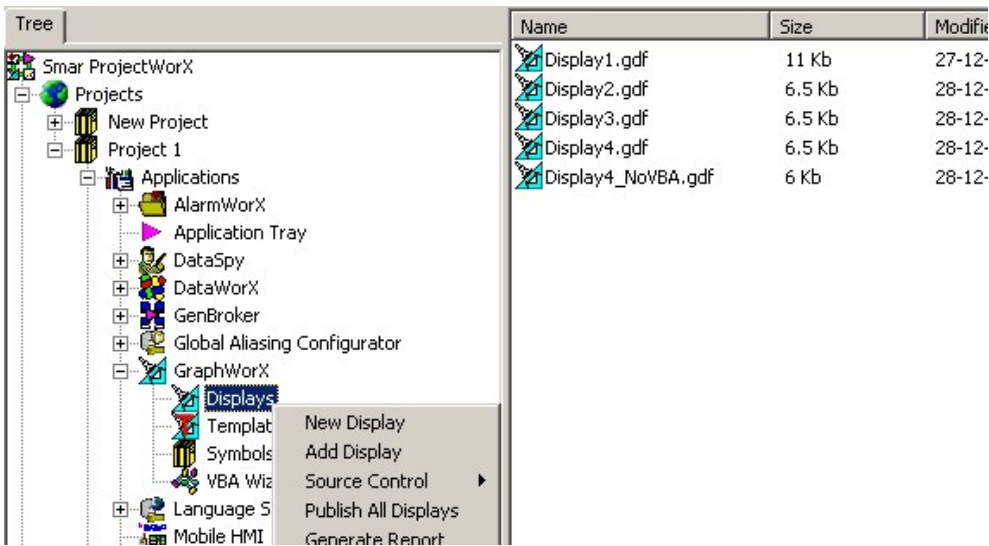 Tree
Smar ProjectWorX
Projects
New Project
Project 1
Applications
AlarmWorX
Application Tray
DataSpy
DataWorX
GenBroker
Global Aliasing Configurator
GraphWorX
Displays
Templat
Symbols
VBA Wiz
Language S
Mobile HMI
New Display
Add Display
Source Control
Publish All Displays
Generate Report
Name Size Modifie
Display1.gdf 11 Kb 27-12-
Display2.gdf 6.5 Kb 28-12-
Display3.gdf 6.5 Kb 28-12-
Display4.gdf 6.5 Kb 28-12-
Display4_NoVBA.gdf 6 Kb 28-12-